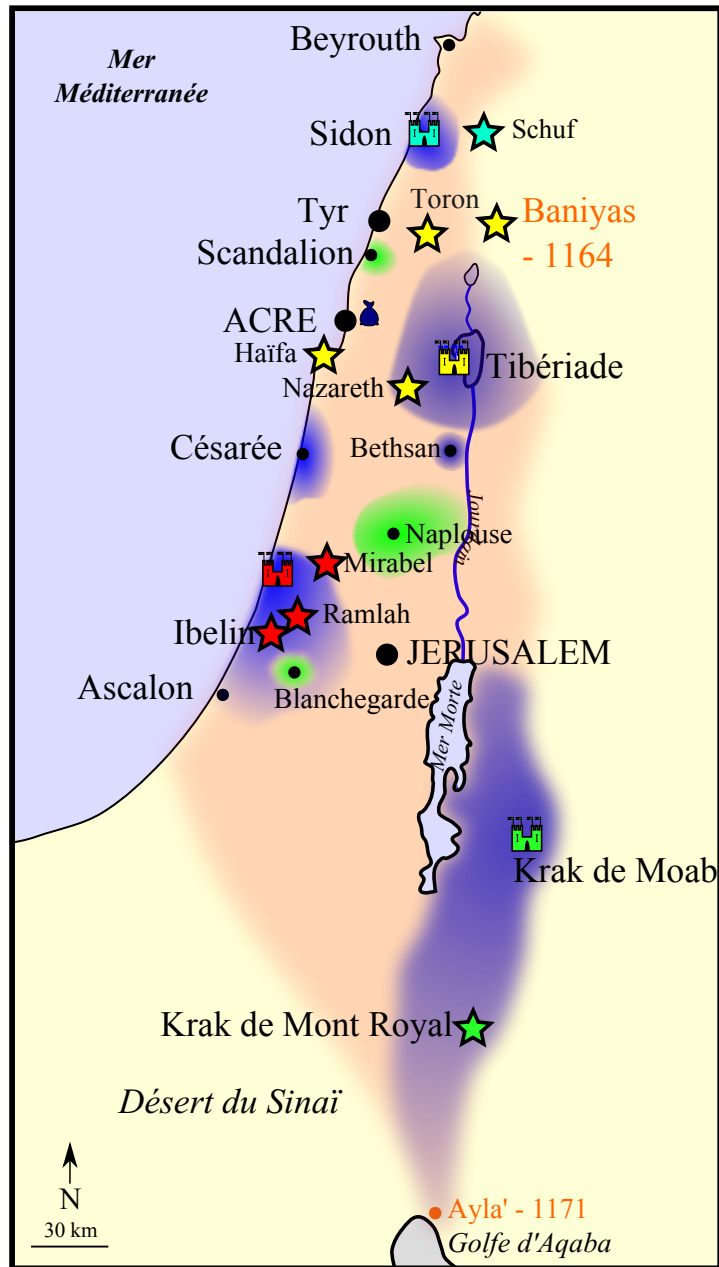 Beyrouth
Mer
Méditerranée
Sidon
Schuf
Toron
Tyr
Baniyas
- 1164
Scandalion
ACRE
Haïfa
Tibériade
Nazareth
Césarée
Bethsan
Jourdain
Naplouse
Mirabel
Ramlah
Ibelin
JERUSALEM
Ascalon
Blanchegarde
Mer Morte
Krak de Moab
Krak de Mont Royal
Désert du Sinaï
N
30 km
Ayla' - 1171
Golfe d'Aqaba